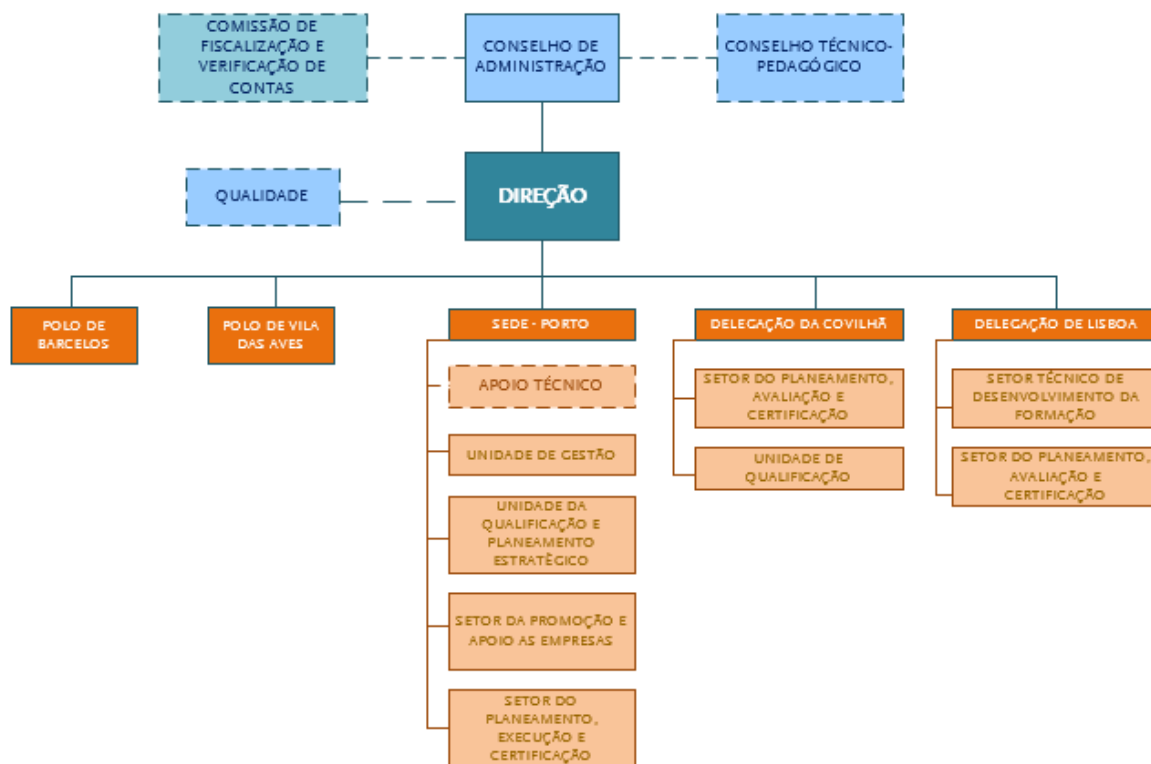 COMISSÃO DE
FISCALIZAÇÃO E
VERIFICAÇÃO DE
CONTAS
CONSELHO DE
ADMINISTRAÇÃO
CONSELHO TÉCNICO-
PEDAGÓGICO
QUALIDADE
DIREÇÃO
POLO DE
BARCELOS
POLO DE VILA
DAS AVES
SEDE - PORTO
APOIO TÉCNICO
UNIDADE DE GESTÃO
UNIDADE DA
QUALIFICAÇÃO E
PLANEAMENTO
ESTRATÈGICO
SETOR DA PROMOÇÃO E
APOIO AS EMPRESAS
SETOR DO
PLANEAMENTO,
EXECUÇÃO E
CERTIFICAÇÃO
DELEGAÇÃO DA COVILHÃ
SETOR DO PLANEAMENTO,
AVALIAÇÃO E
CERTIFICAÇÃO
UNIDADE DE
QUALIFICAÇÃO
DELEGAÇÃO DE LISBOA
SETOR TÉCNICO DE
DESENVOLVIMENTO DA
FORMAÇÃO
SETOR DO PLANEAMENTO,
AVALIAÇÃO E
CERTIFICAÇÃO